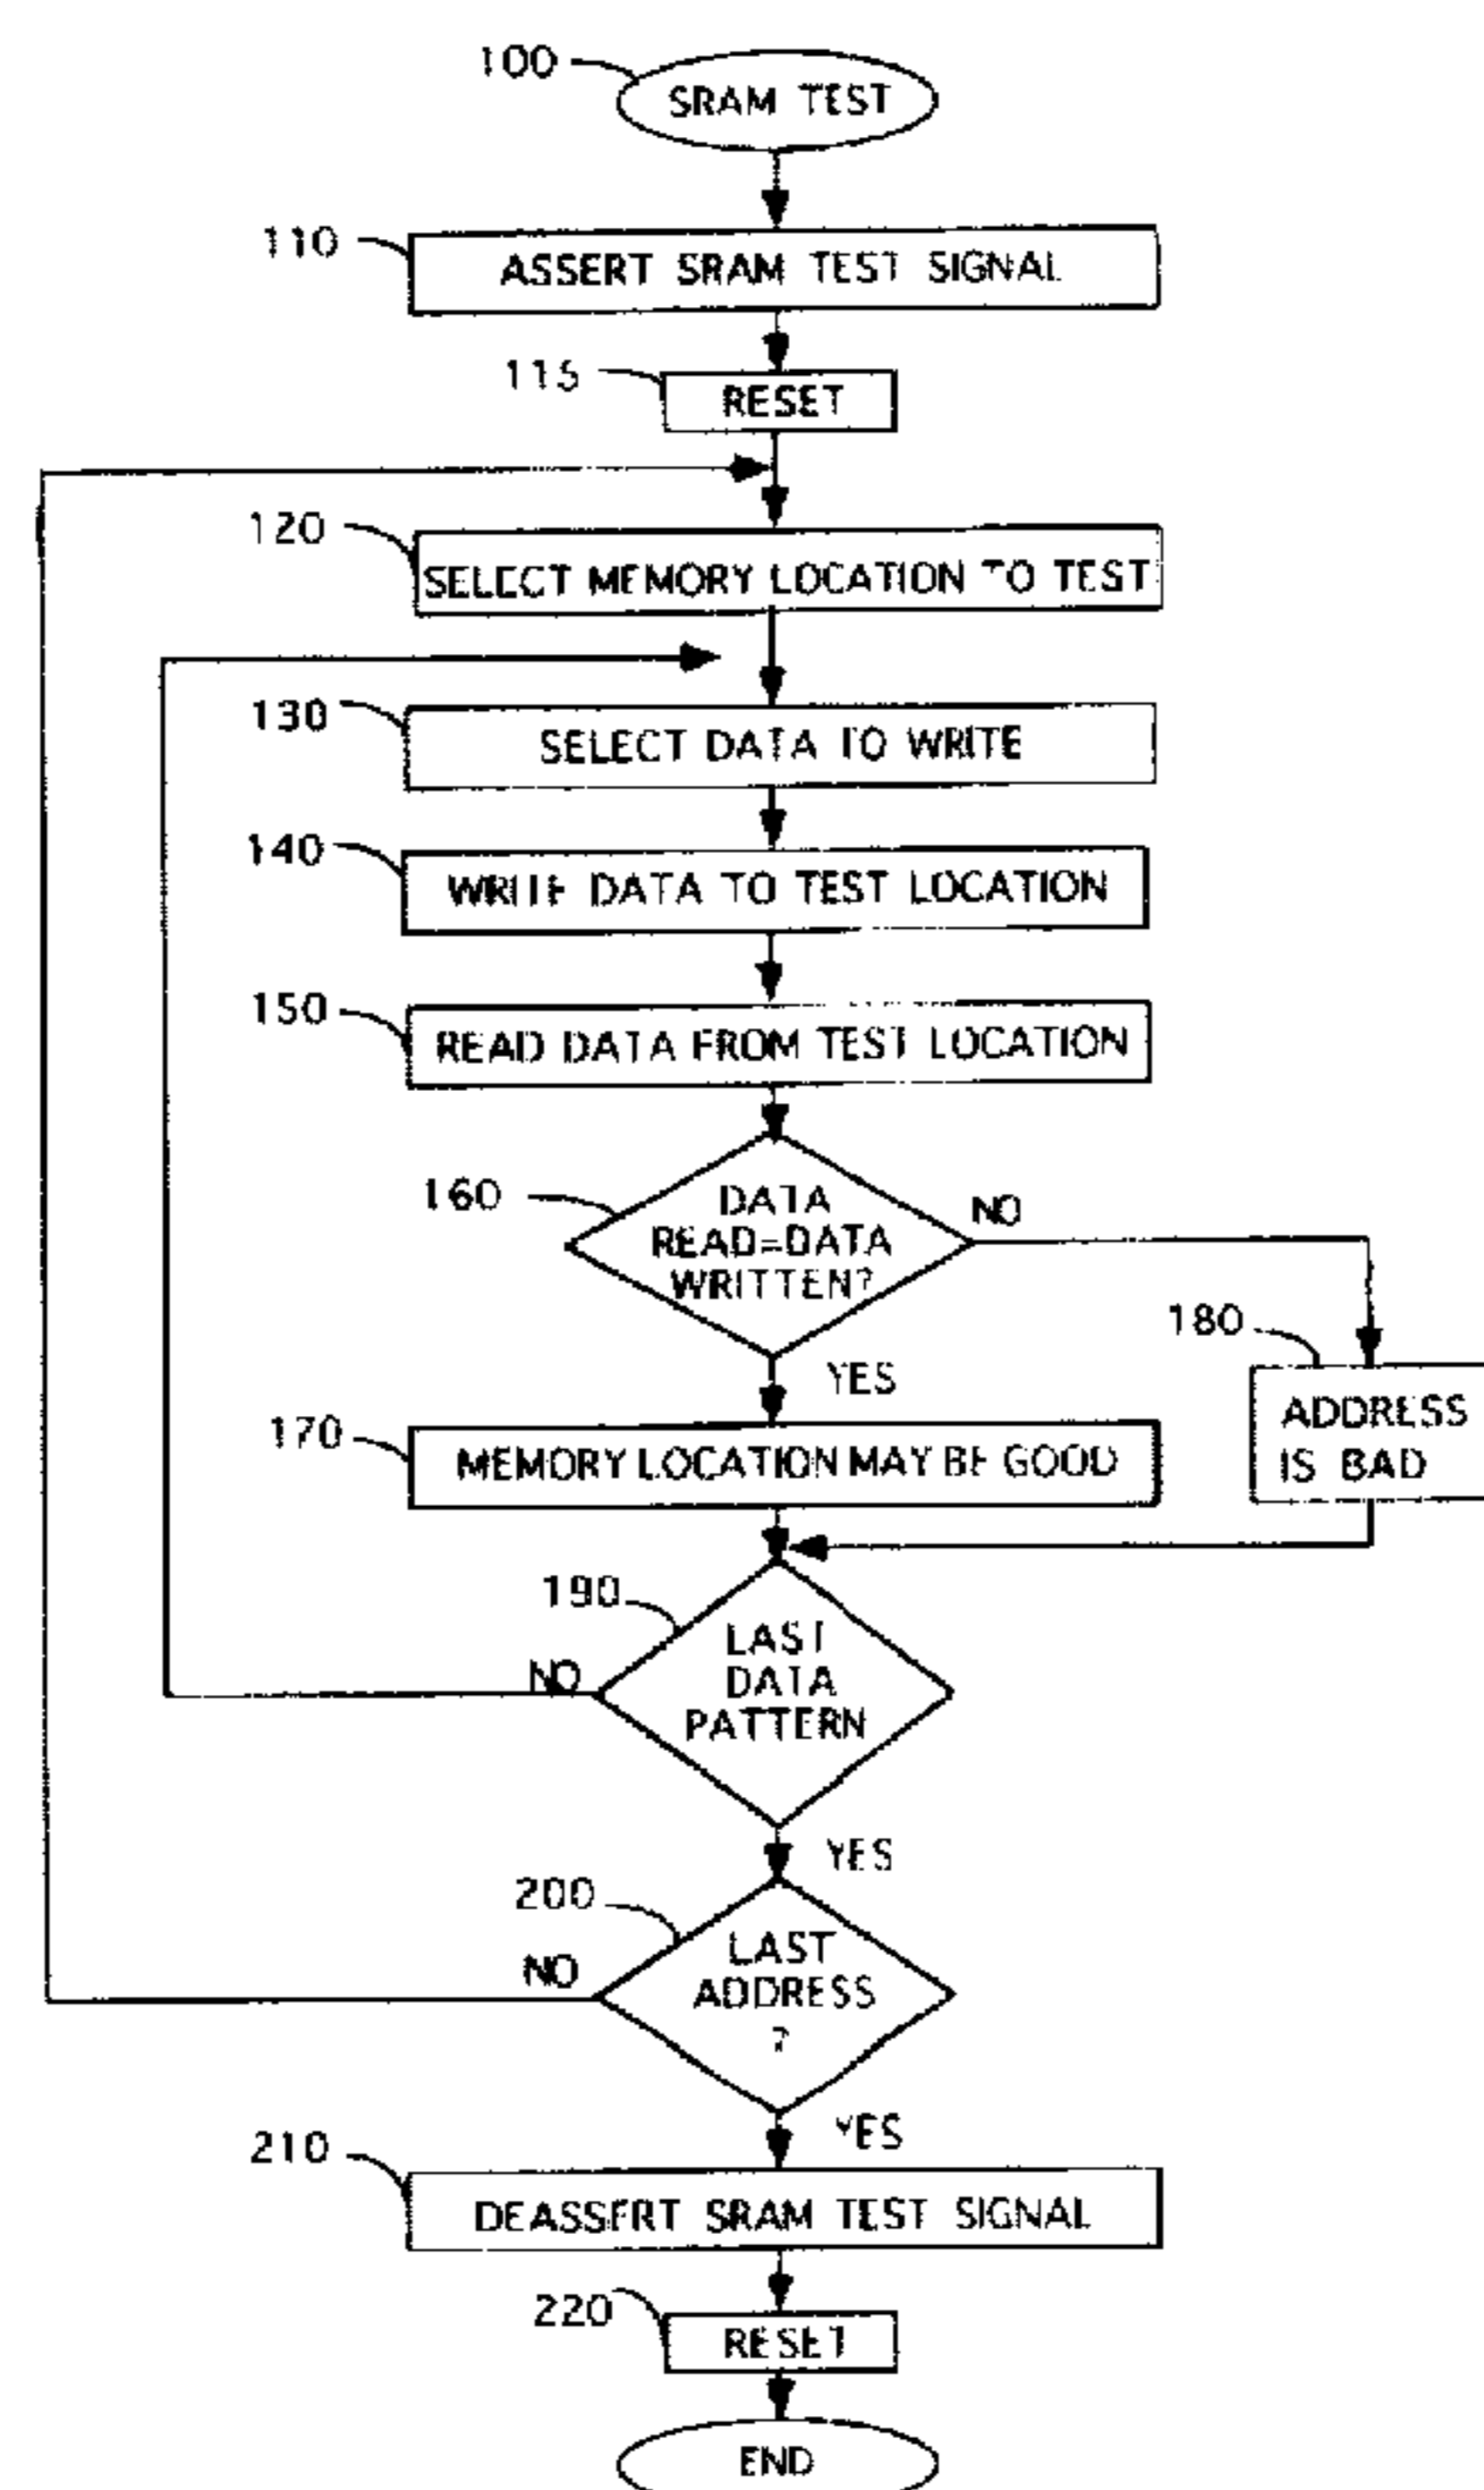 100
SRAM TEST
110
ASSERT SRAM TEST SIGNAL
115
RESET
120
SELECT MEMORY LOCATION TO TEST
130
SELECT DATA TO WRITE
140
WRITE DATA TO TEST LOCATION
150
READ DATA FROM TEST LOCATION
160
DATA
READ=DATA
WRITTEN?
NO
180
ADDRESS
IS BAD
YES
170
MEMORY LOCATION MAY BE GOOD
190
LAST
DATA
PATTERN
NO
YES
200
LAST
ADDRESS
?
NO
YES
210
DEASSERT SRAM TEST SIGNAL
220
RESET
END